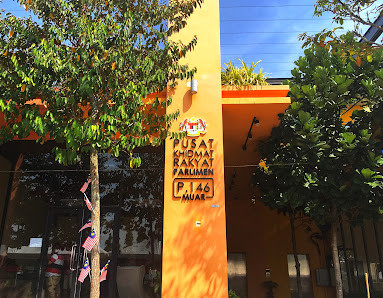 PUSAT
KHIDMAT
RAKYAT
PARLIMEN
P.146
MUAR